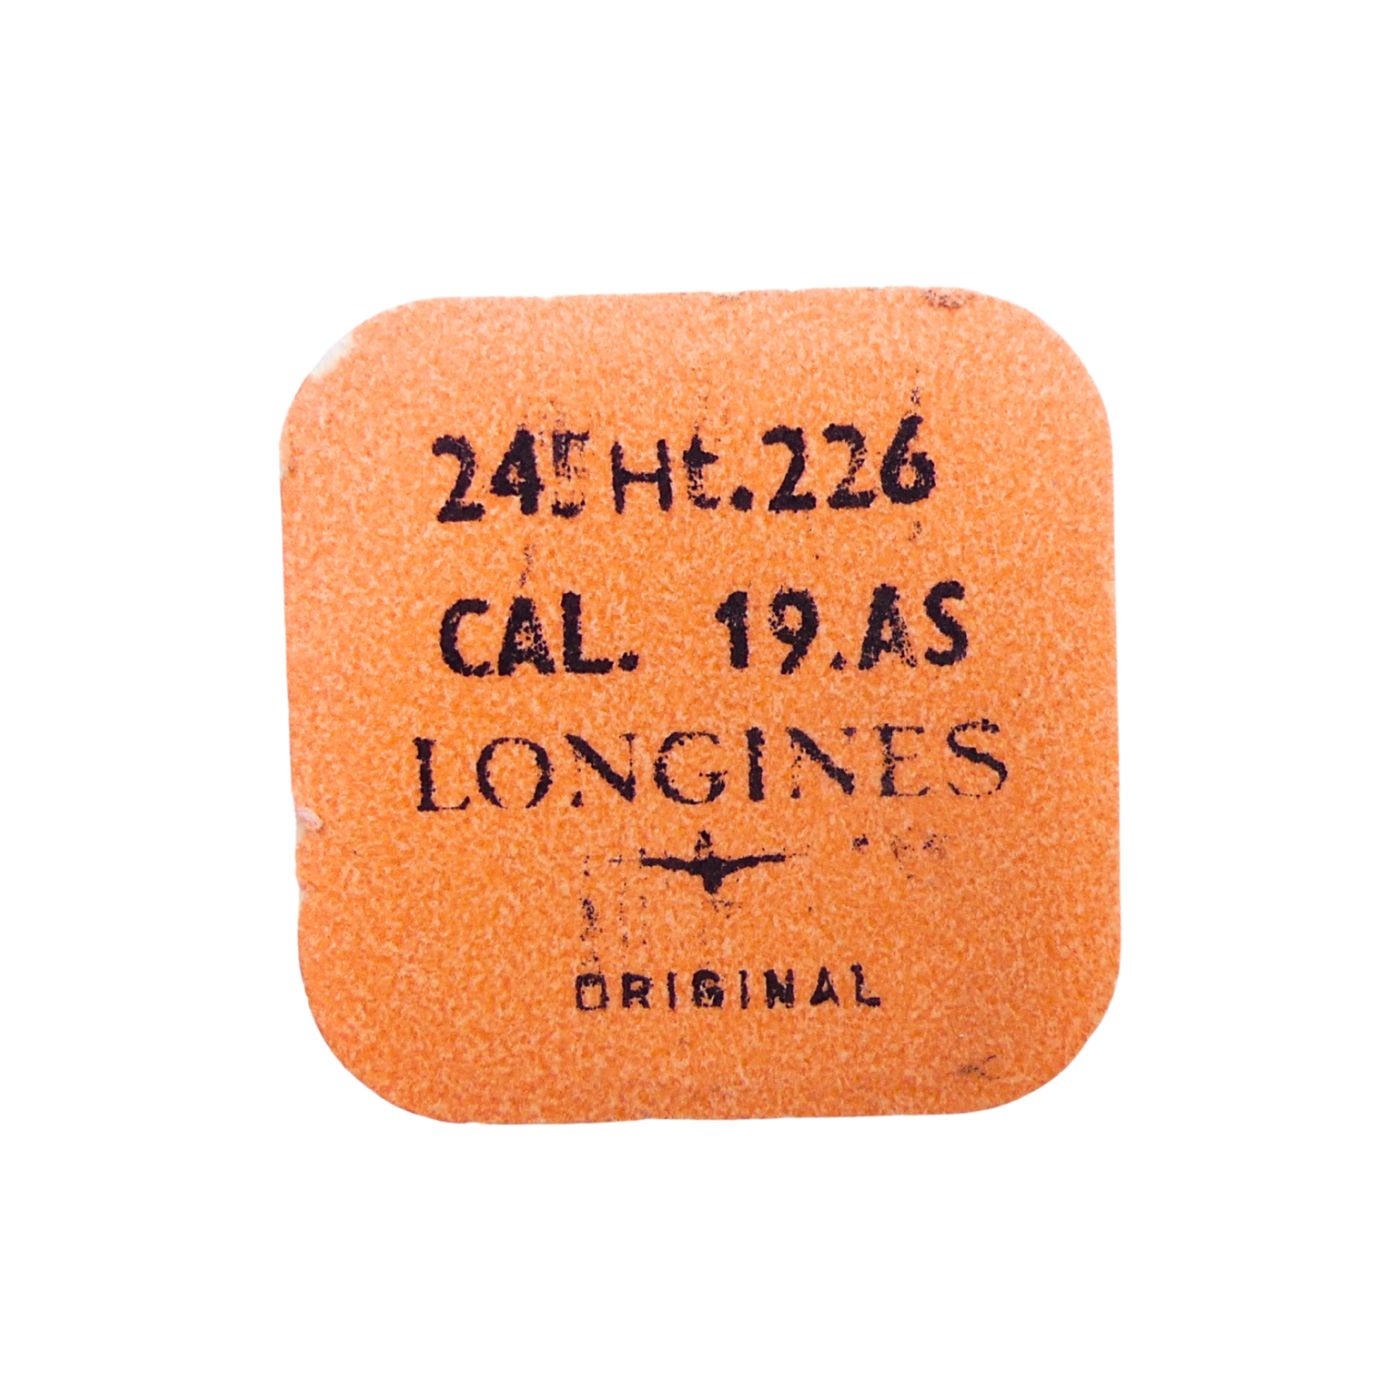 245 Ht.226
CAL. 19.AS
LONGINES
ORIGINAL